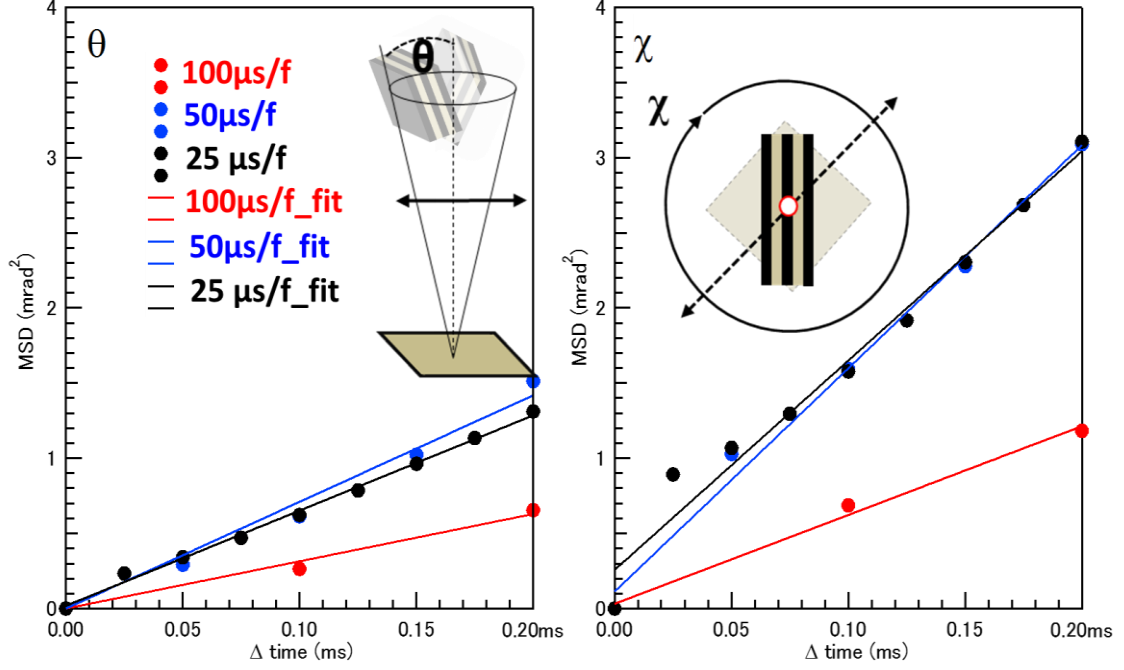 4
θ
100μs/f
50μs/f
25 μs/f
100μs/f_fit
50μs/f_fit
25 μs/f_fit
θ
3
2
1
0
MSD (mrad²)
0.00
0.05
0.10
0.15
0.20ms
Δ time (ms)
4
χ
χ
3
2
1
0
MSD (mrad²)
0.00
0.05
0.10
0.15
0.20ms
Δ time (ms)